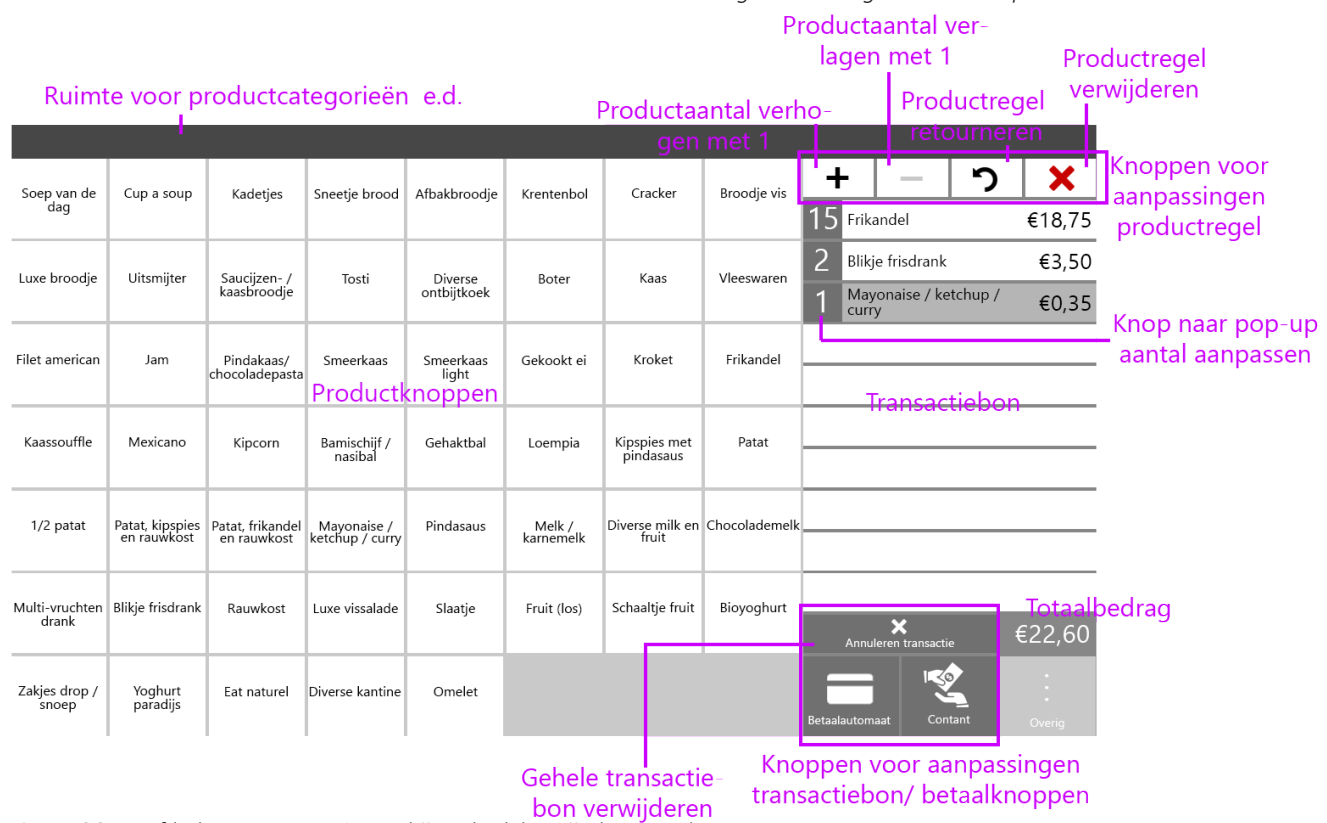 Productaantal ver-
lagen met 1
Productregel
verwijderen
Ruimte voor productcategorieën e.d.
Productaantal verho-
gen met 1
Productregel
retourneren
Knoppen voor
aanpassingen
productregel
Soep van de
dag
Cup a soup
Kadetjes
Sneetje brood
Afbakbroodje
Krentenbol
Cracker
Broodje vis
15 Frikandel €18,75
2 Blikje frisdrank €3,50
1 Mayonaise / ketchup /
curry €0,35
Luxe broodje
Uitsmijter
Saucijzen- /
kaasbroodje
Tosti
Diverse
ontbijtkoek
Boter
Kaas
Vleeswaren
Knop naar pop-up
aantal aanpassen
Filet american
Jam
Pindakaas/
chocoladepasta
Smeerkaas
Smeerkaas
light
Gekookt ei
Kroket
Frikandel
Productknoppen
Transactiebon
Kaassouffle
Mexicano
Kipcorn
Bamischijf /
nasibal
Gehaktbal
Loempia
Kipspies met
pindasaus
Patat
1/2 patat
Patat, kipspies
en rauwkost
Patat, frikandel
en rauwkost
Mayonaise /
ketchup / curry
Pindasaus
Melk /
karnemelk
Diverse milk en
fruit
Chocolademelk
Multi-vruchten
drank
Blikje frisdrank
Rauwkost
Luxe vissalade
Slaatje
Fruit (los)
Schaaltje fruit
Bioyoghurt
Totaalbedrag
Annuleren transactie
€22,60
Zakjes drop /
snoep
Yoghurt
paradijs
Eat naturel
Diverse kantine
Omelet
Betaalautomaat
Contant
Overig
Gehele transactie-
bon verwijderen
Knoppen voor aanpassingen
transactiebon/ betaalknoppen